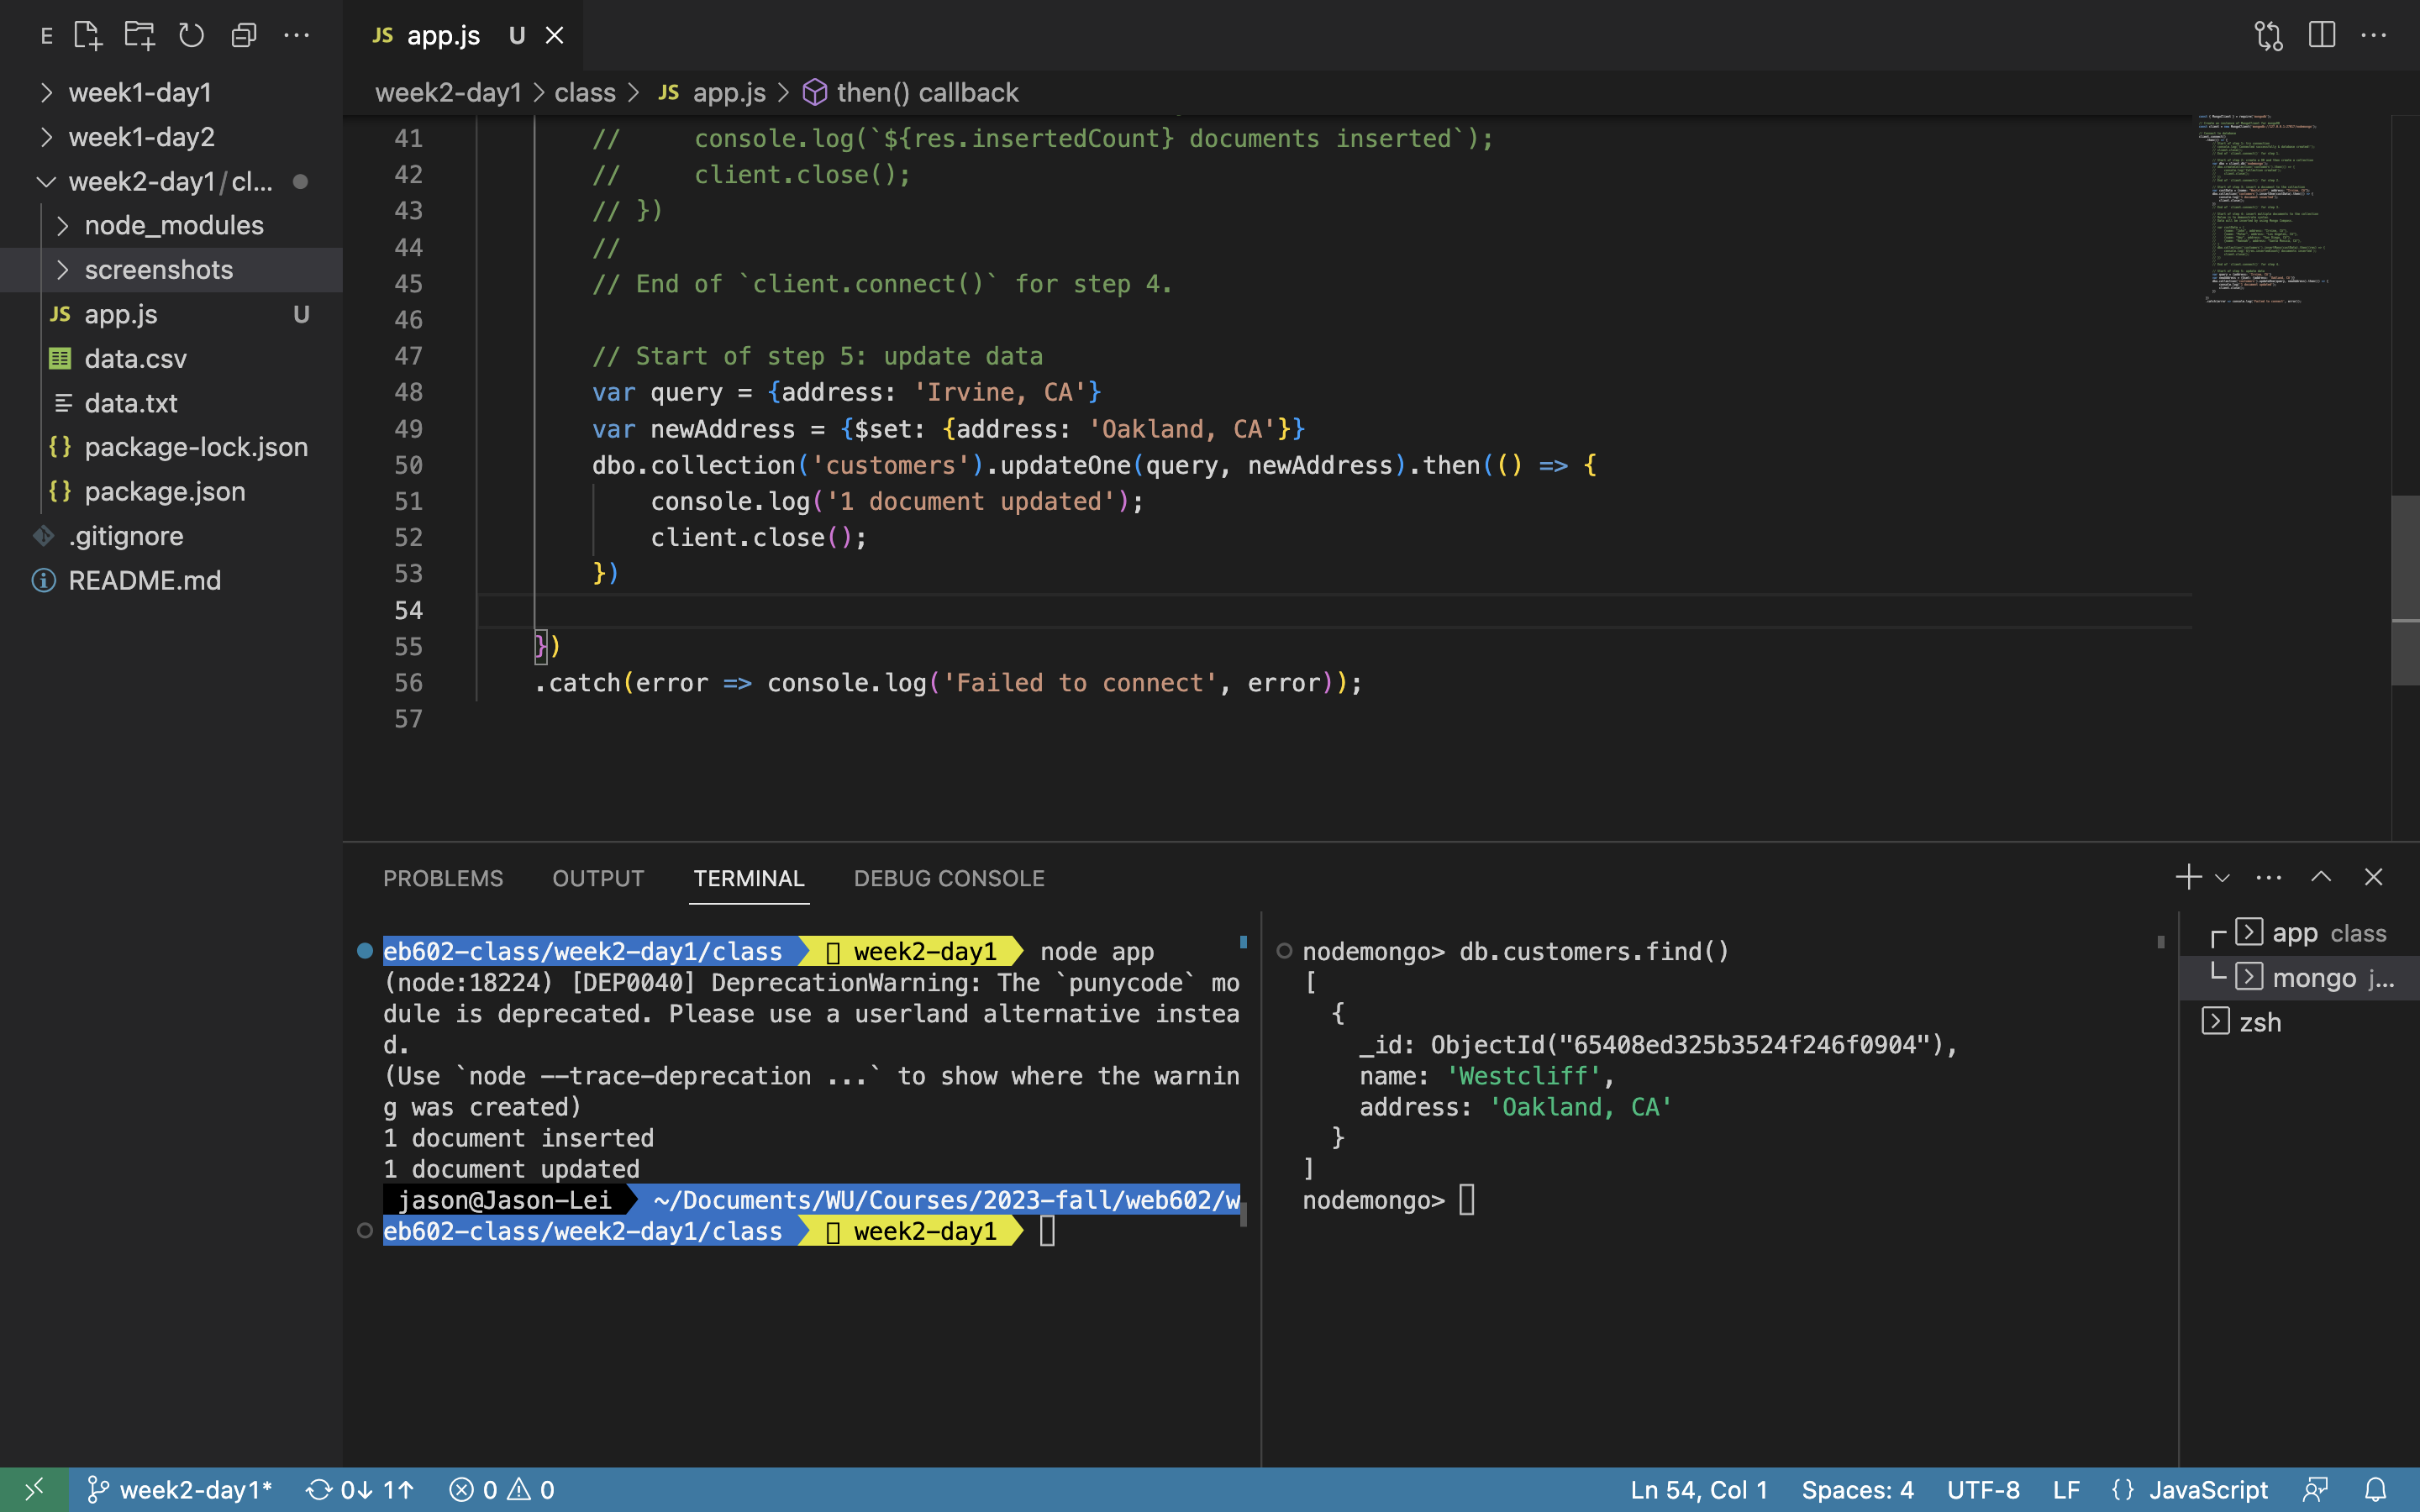 E
JS app.js U
week2-day1 > class > JS app.js > then() callback
week1-day1
week1-day2
week2-day1/cl...
node_modules
screenshots
JS app.js U
data.csv
data.txt
{} package-lock.json
{} package.json
.gitignore
README.md
41 // console.log(`${res.insertedCount} documents inserted`);
42 // client.close();
43 // })
44 //
45 // End of `client.connect()` for step 4.
46
47 // Start of step 5: update data
48 var query = {address: 'Irvine, CA'}
49 var newAddress = {$set: {address: 'Oakland, CA'}}
50 dbo.collection('customers').updateOne(query, newAddress).then(() => {
51 console.log('1 document updated');
52 client.close();
53 })
54
55 })
56 .catch(error => console.log('Failed to connect', error));
57
PROBLEMS OUTPUT TERMINAL DEBUG CONSOLE
eb602-class/week2-day1/class week2-day1 node app
(node:18224) [DEP0040] DeprecationWarning: The `punycode` mo
dule is deprecated. Please use a userland alternative instea
d.
(Use `node --trace-deprecation ...` to show where the warnin
g was created)
1 document inserted
1 document updated
jason@Jason-Lei ~/Documents/WU/Courses/2023-fall/web602/w
eb602-class/week2-day1/class week2-day1
nodemongo> db.customers.find()
[
{
_id: ObjectId("65408ed325b3524f246f0904"),
name: 'Westcliff',
address: 'Oakland, CA'
}
]
nodemongo>
app class
mongo j...
zsh
week2-day1* 0↓ 1↑ 0 0
Ln 54, Col 1 Spaces: 4 UTF-8 LF {} JavaScript